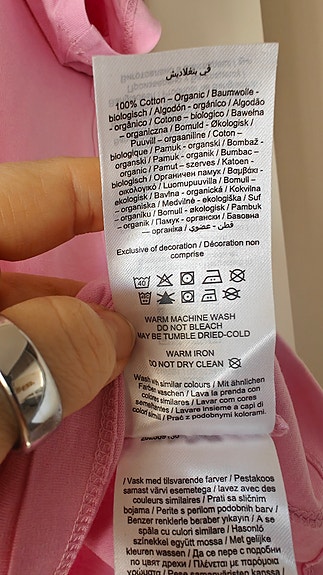 في بنغلاديش
100% Cotton – Organic / Baumwolle -
biologisch / Algodón - orgánico / Algodão
- orgânico / Cotone - biologico / Bawełna
- organiczna / Bomuld - Økologisk /
Puuvill – orgaaniline / Coton –
biologique / Pamuk - organski / Bombaž -
organski / Pamuk - organik / Bumbac –
organic / Pamut – szerves / Katoen -
biologisch / Органичен памук / Βαμβάκι -
οικολογικό / Luomupuuvilla / Bomull –
ekologisk / Bavlna - organická / Kokvilna
– organiska / Medvilnė - ekologiška / Suf
– organiku / Bomull - økologisk / Pambuk
- organik / Памук - органски / Бавовна
— органіка / قطن - عضوي
Exclusive of decoration / Décoration non
comprise
40
WARM MACHINE WASH
DO NOT BLEACH
MAY BE TUMBLE DRIED-COLD
WARM IRON
DO NOT DRY CLEAN
Wash with similar colours / Mit ähnlichen
Farben waschen / Lava la prenda con
colores similares / Lavar com cores
semelhantes / Lavare insieme a capi di
colori simili / Prać z podobnymi kolorami.
/ Vask med tilsvarende farver / Pestakoos
samast värvi esemetega / lavez avec des
couleurs similaires / Prati sa sličnim
bojama / Perite s perilom podobnih barv /
Benzer renklerle beraber yıkayın / A se
spăla cu culori similare / Hasonló
színekkel együtt mossa / Met gelijke
kleuren wassen / Да се пере с подобни
по цвят дрехи / Πλένεται με παρόμοια
χρώματα / Pese samanväristen kanssa /